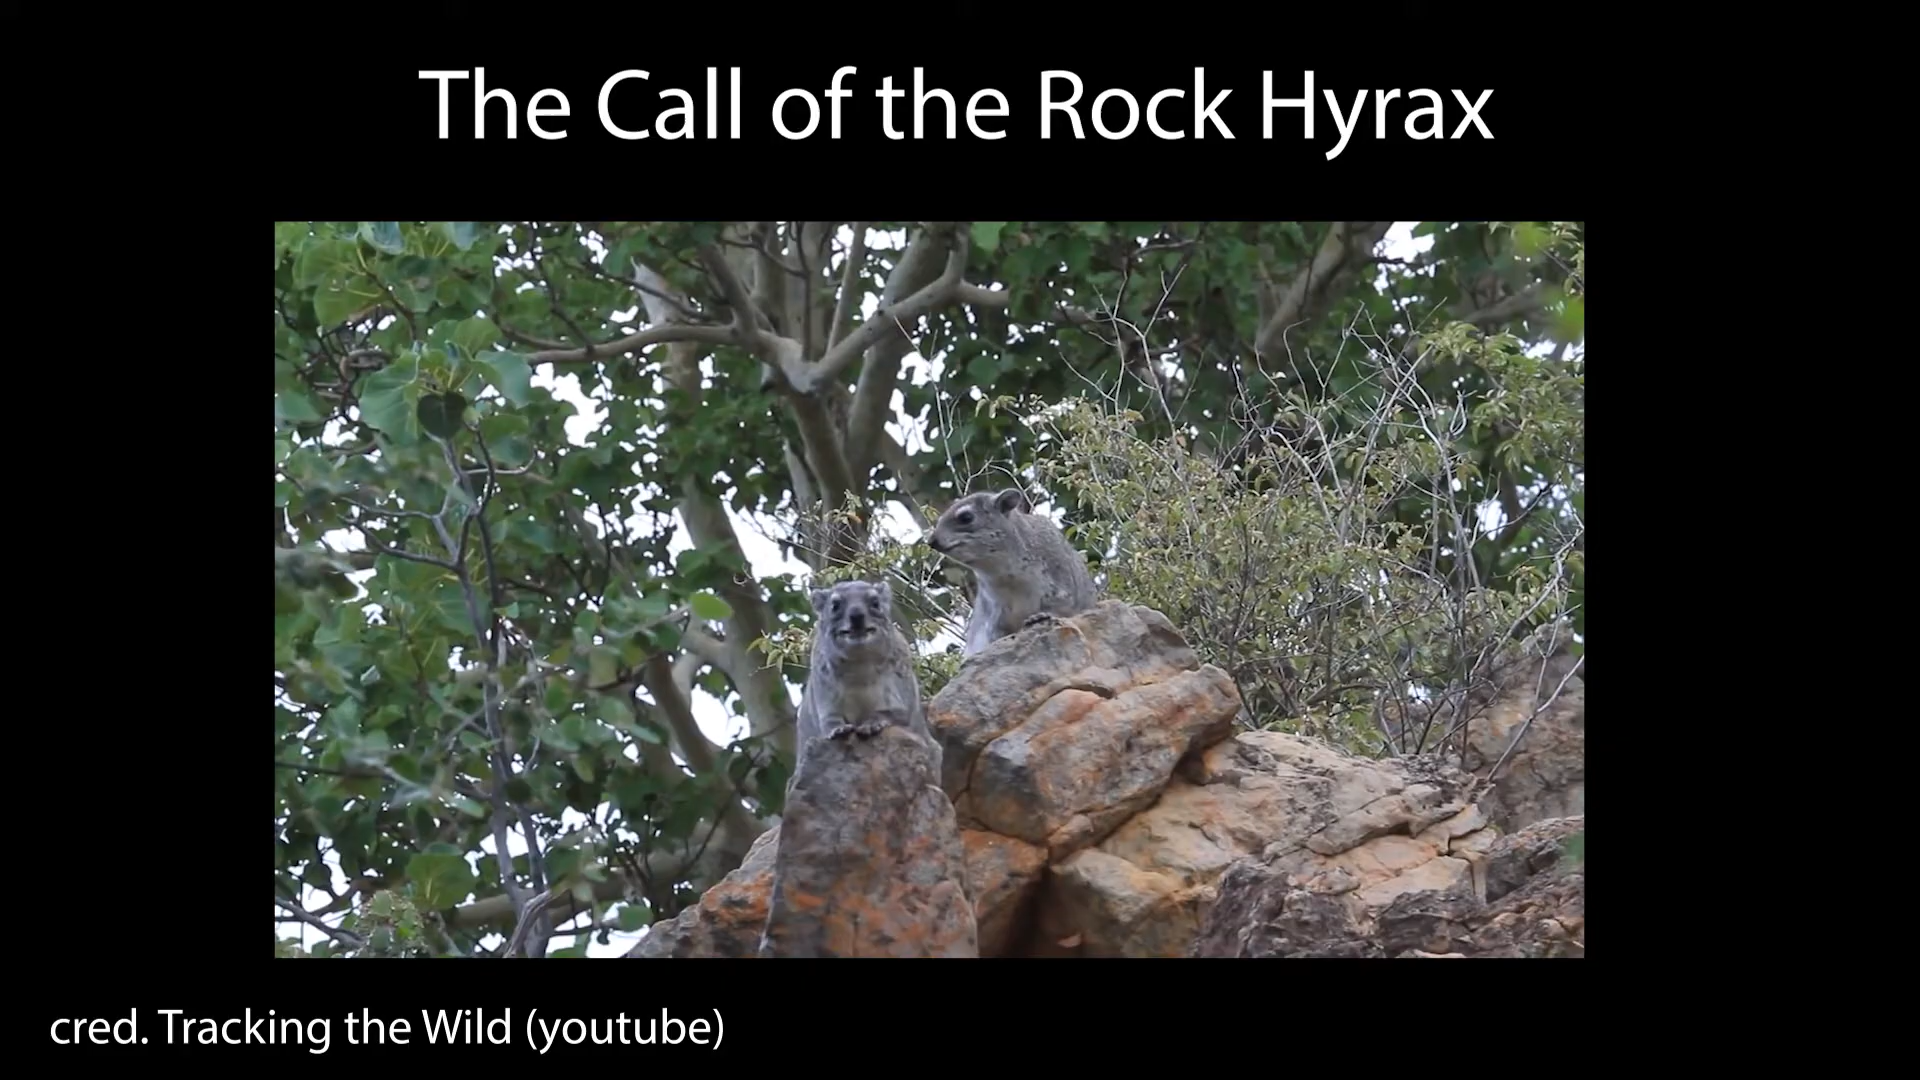 The Call of the Rock Hyrax
cred. Tracking the Wild (youtube)